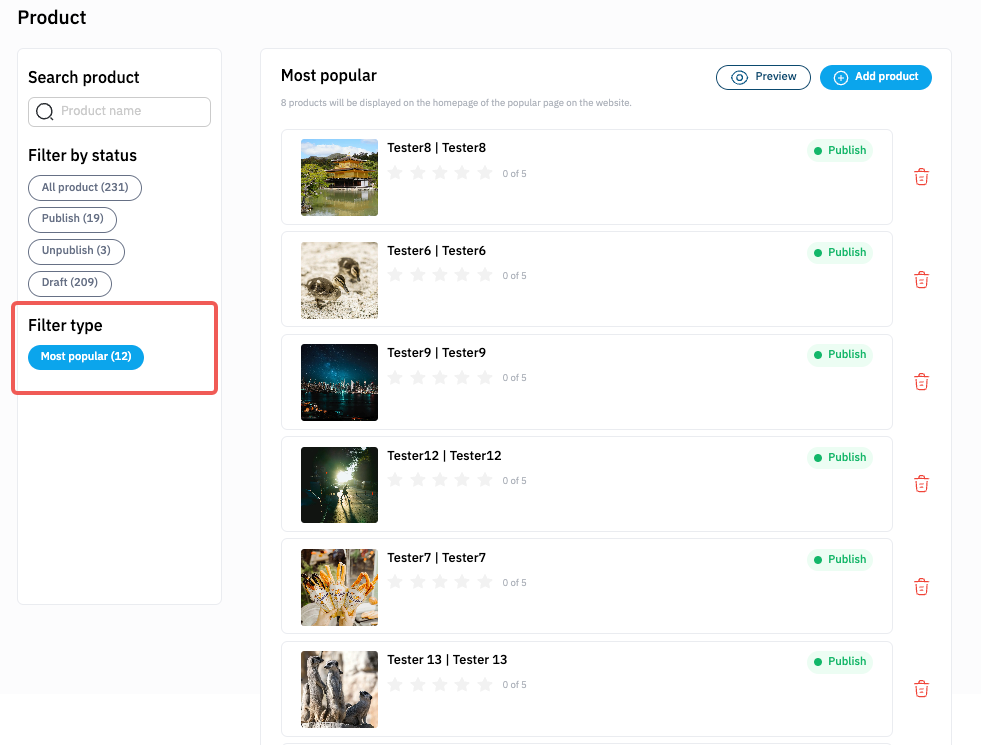 Product
Search product
Product name
Filter by status
All product (231)
Publish (19)
Unpublish (3)
Draft (209)
Filter type
Most popular (12)
Most popular
Preview
Add product
8 products will be displayed on the homepage of the popular page on the website.
Tester8 | Tester8
Publish
0 of 5
Tester6 | Tester6
Publish
0 of 5
Tester9 | Tester9
Publish
0 of 5
Tester12 | Tester12
Publish
0 of 5
Tester7 | Tester7
Publish
0 of 5
Tester 13 | Tester 13
Publish
0 of 5